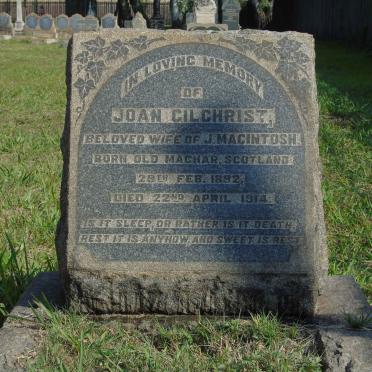 IN LOVING MEMORY
OF
JOAN GILCHRIST,
BELOVED WIFE OF J. MACINTOSH.
BORN OLD MACHAR, SCOTLAND
29TH FEB. 1892,
DIED 22ND APRIL 1914.
IS IT SLEEP, OR RATHER IS IT DEATH,
REST IT IS ANYHOW, AND SWEET IS REST.